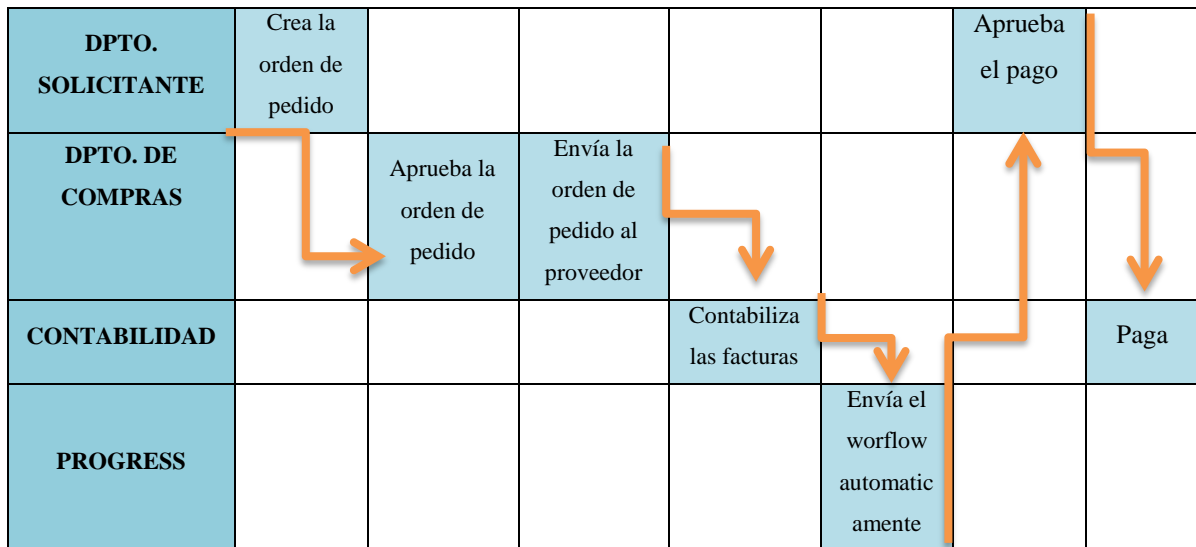 DPTO.
SOLICITANTE
Crea la
orden de
pedido
Aprueba
el pago
DPTO. DE
COMPRAS
Aprueba la
orden de
pedido
Envía la
orden de
pedido al
proveedor
CONTABILIDAD
Contabiliza
las facturas
Paga
PROGRESS
Envía el
worflow
automatic
amente